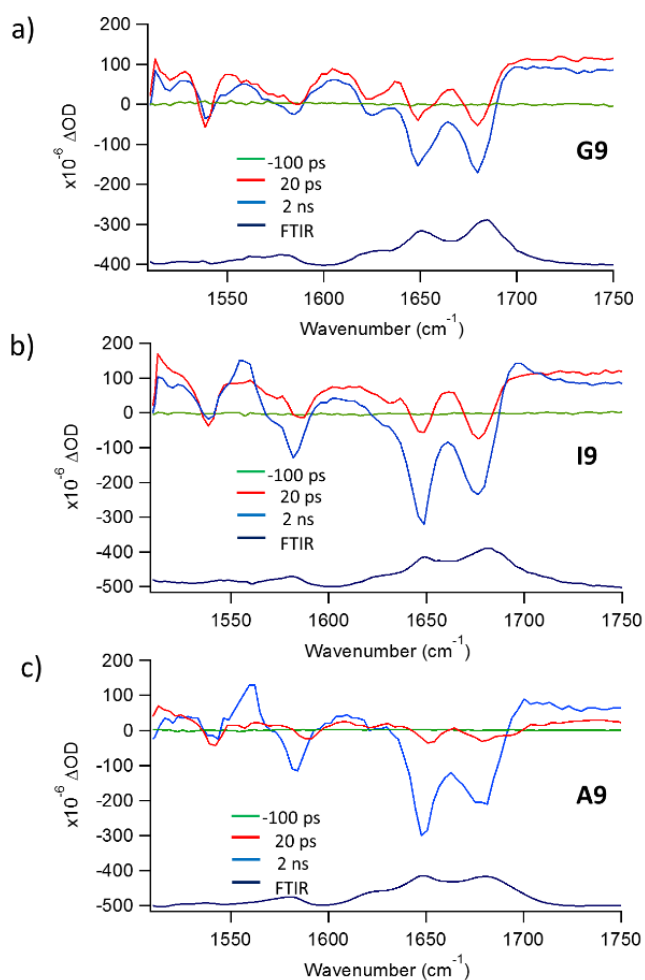 a)
x10⁻⁶ ΔOD
200
100
0
-100
-200
-300
-400
-100 ps
20 ps
2 ns
FTIR
G9
1550
1600
1650
1700
1750
Wavenumber (cm⁻¹)
b)
x10⁻⁶ ΔOD
200
100
0
-100
-200
-300
-400
-500
-100 ps
20 ps
2 ns
FTIR
I9
1550
1600
1650
1700
1750
Wavenumber (cm⁻¹)
c)
x10⁻⁶ ΔOD
200
100
0
-100
-200
-300
-400
-500
-100 ps
20 ps
2 ns
FTIR
A9
1550
1600
1650
1700
1750
Wavenumber (cm⁻¹)